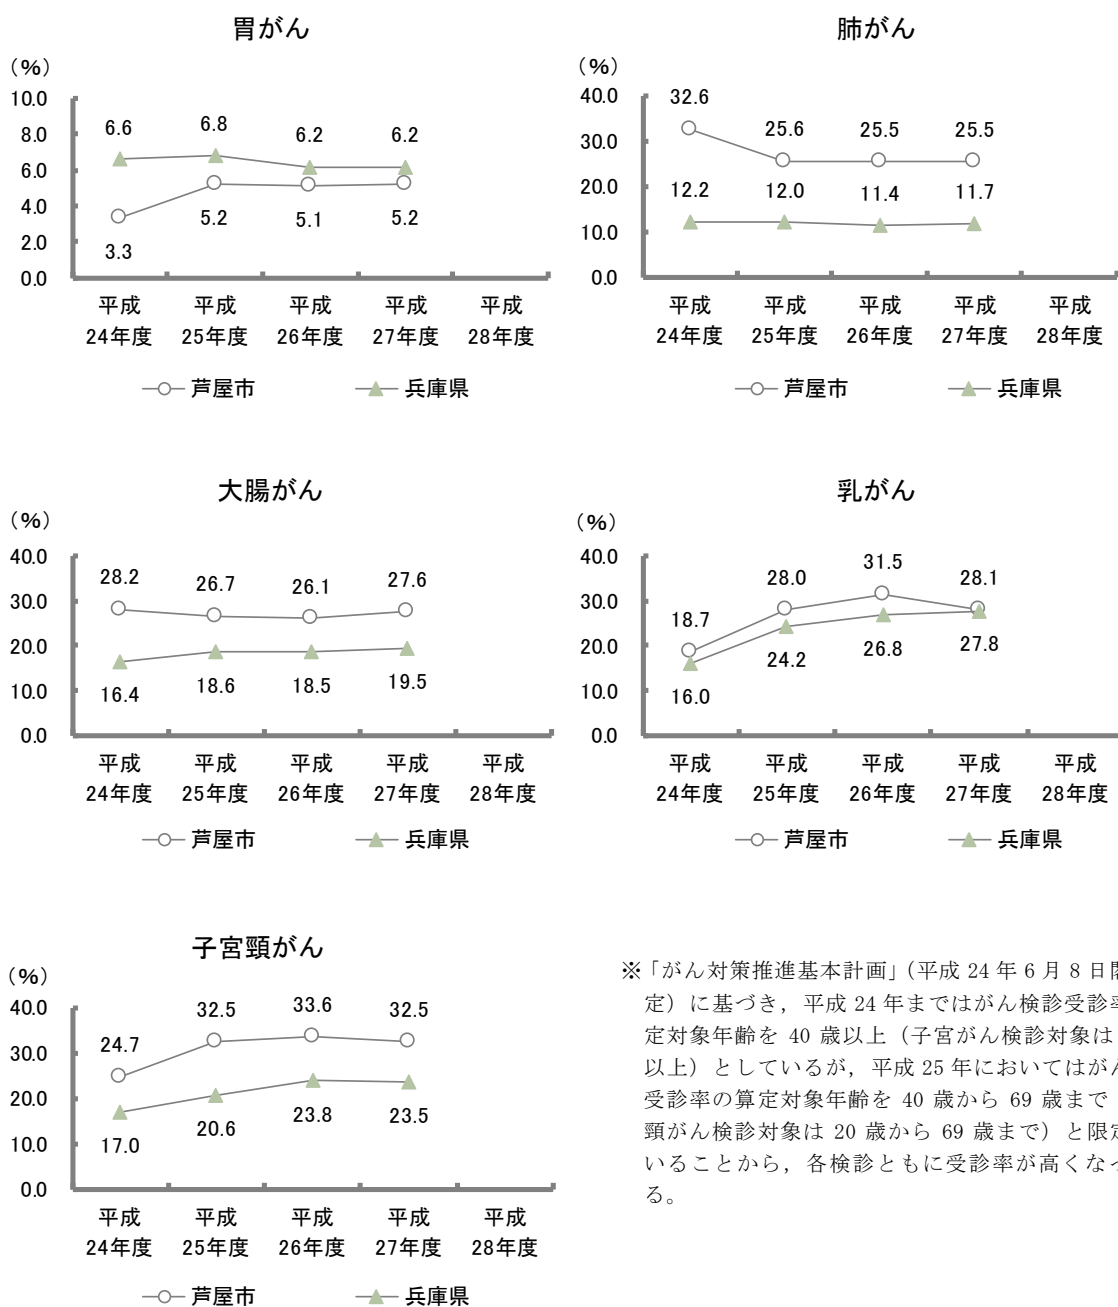 胃がん
(%)
10.0
8.0
6.0
4.0
2.0
0.0
6.6
6.8
6.2
6.2
3.3
5.2
5.1
5.2
平成
24年度
平成
25年度
平成
26年度
平成
27年度
平成
28年度
芦屋市
兵庫県
肺がん
(%)
40.0
30.0
20.0
10.0
0.0
32.6
25.6
25.5
25.5
12.2
12.0
11.4
11.7
平成
24年度
平成
25年度
平成
26年度
平成
27年度
平成
28年度
芦屋市
兵庫県
大腸がん
(%)
40.0
30.0
20.0
10.0
0.0
28.2
26.7
26.1
27.6
16.4
18.6
18.5
19.5
平成
24年度
平成
25年度
平成
26年度
平成
27年度
平成
28年度
芦屋市
兵庫県
乳がん
(%)
40.0
30.0
20.0
10.0
0.0
18.7
28.0
31.5
28.1
16.0
24.2
26.8
27.8
平成
24年度
平成
25年度
平成
26年度
平成
27年度
平成
28年度
芦屋市
兵庫県
子宮頸がん
(%)
40.0
30.0
20.0
10.0
0.0
24.7
32.5
33.6
32.5
17.0
20.6
23.8
23.5
平成
24年度
平成
25年度
平成
26年度
平成
27年度
平成
28年度
芦屋市
兵庫県
※「がん対策推進基本計画」(平成 24 年 6 月 8 日
定)に基づき,平成 24 年まではがん検診受診率
定対象年齢を 40 歳以上(子宮がん検診対象は
以上)としているが,平成 25 年においてはがん
受診率の算定対象年齢を 40 歳から 69 歳まで
頸がん検診対象は 20 歳から 69 歳まで)と限定
いることから,各検診ともに受診率が高くなっ
る。